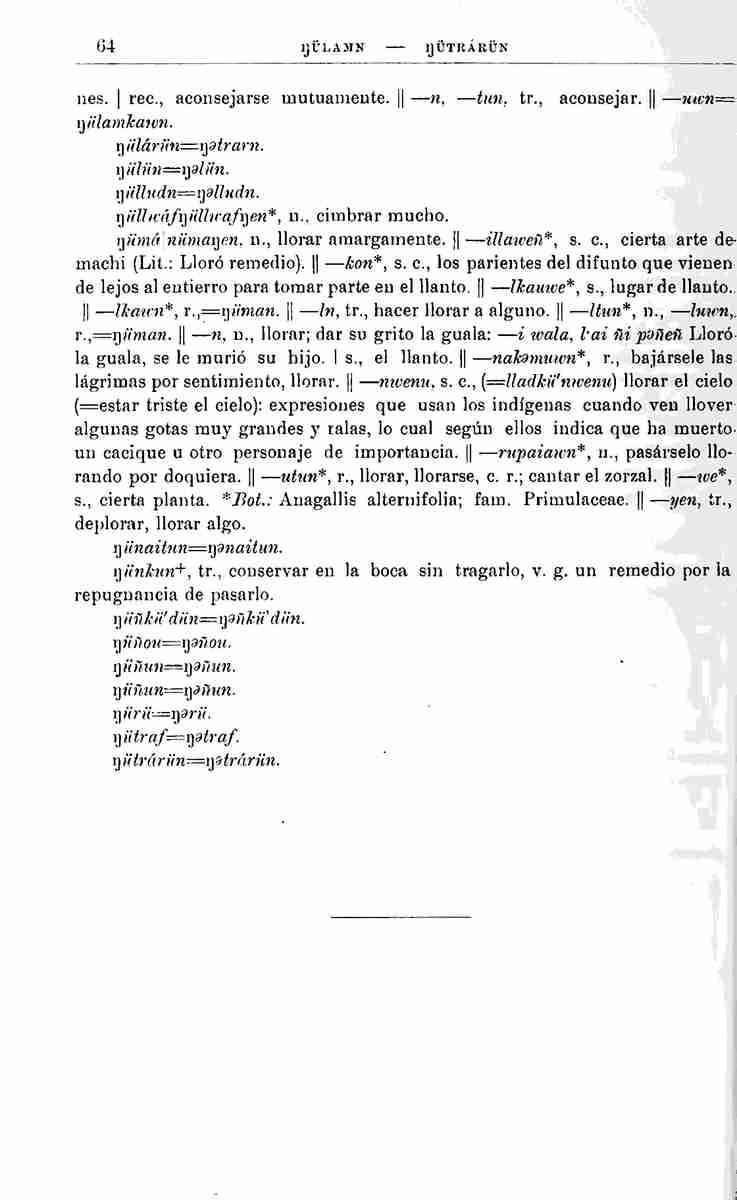 64 ŋÜLAMN — ŋÜTRÁRÜN
nes. | rec., aconsejarse mutuamente. || —n, —tun, tr., aconsejar. || —uwn=
ŋülamkawn.
ŋülárün=ŋətrarn.
ŋülün=ŋəlün.
ŋülludn=ŋəlludn.
ŋüllwáfŋüllwafŋen*, n., cimbrar mucho.
ŋümá nümaŋen, n., llorar amargamente. || —illaweñ*, s. c., cierta arte de
machi (Lit.: Lloró remedio). || —kon*, s. c., los parientes del difunto que vienen
de lejos al entierro para tomar parte en el llanto. || —lkauwe*, s., lugar de llanto.
|| —lkawn*, r.,=ŋüman. || —ln, tr., hacer llorar a alguno. || —ltun*, n., —luwn,
r.,=ŋüman. || —n, n., llorar; dar su grito la guala: —i wala, l·ai ñi pəñeñ Lloró
la guala, se le murió su hijo. | s., el llanto. || —nakəmuwn*, r., bajársele las
lágrimas por sentimiento, llorar. || —nwenu, s. c., (=lladkü'nwenu) llorar el cielo
(=estar triste el cielo): expresiones que usan los indígenas cuando ven llover
algunas gotas muy grandes y ralas, lo cual según ellos indica que ha muerto
un cacique u otro personaje de importancia. || —rupaiawn*, n., pasárselo llo-
rando por doquiera. || —utun*, r., llorar, llorarse, c. r.; cantar el zorzal. || —we*,
s., cierta planta. *Bot.: Anagallis alternifolia; fam. Primulaceae. || —yen, tr.,
deplorar, llorar algo.
ŋünaitun=ŋənaitun.
ŋünkun+, tr., conservar en la boca sin tragarlo, v. g. un remedio por la
repugnancia de pasarlo.
ŋüñkü'dün=ŋəñkü'dün.
ŋüñou=ŋəñou.
ŋüñun=ŋəñun.
ŋüñun=ŋəñun.
ŋürü=ŋərü.
ŋütraf=ŋətraf.
ŋütrárün=ŋətrárün.